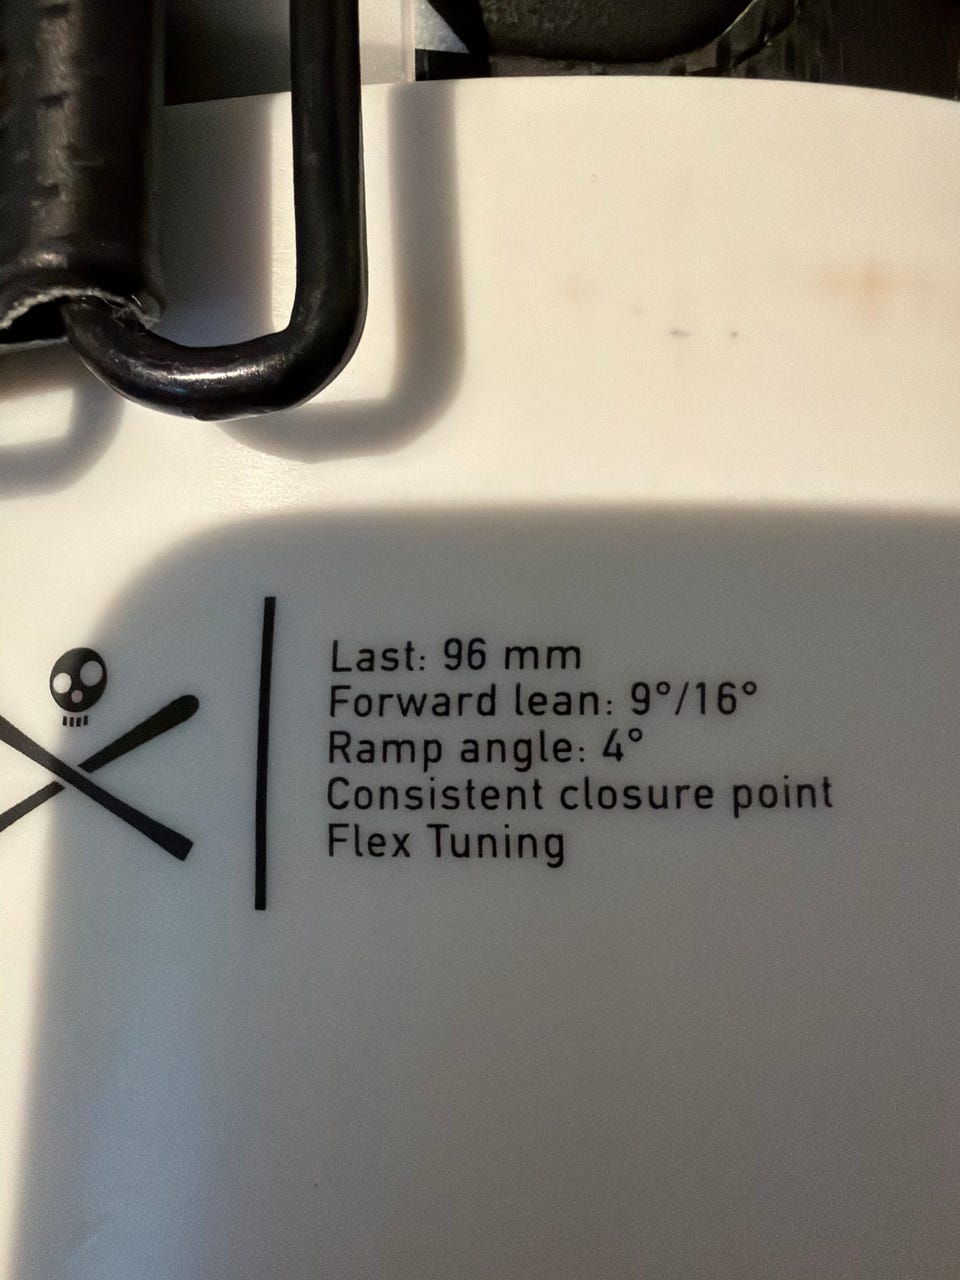 Last: 96 mm
Forward lean: 9°/16°
Ramp angle: 4°
Consistent closure point
Flex Tuning